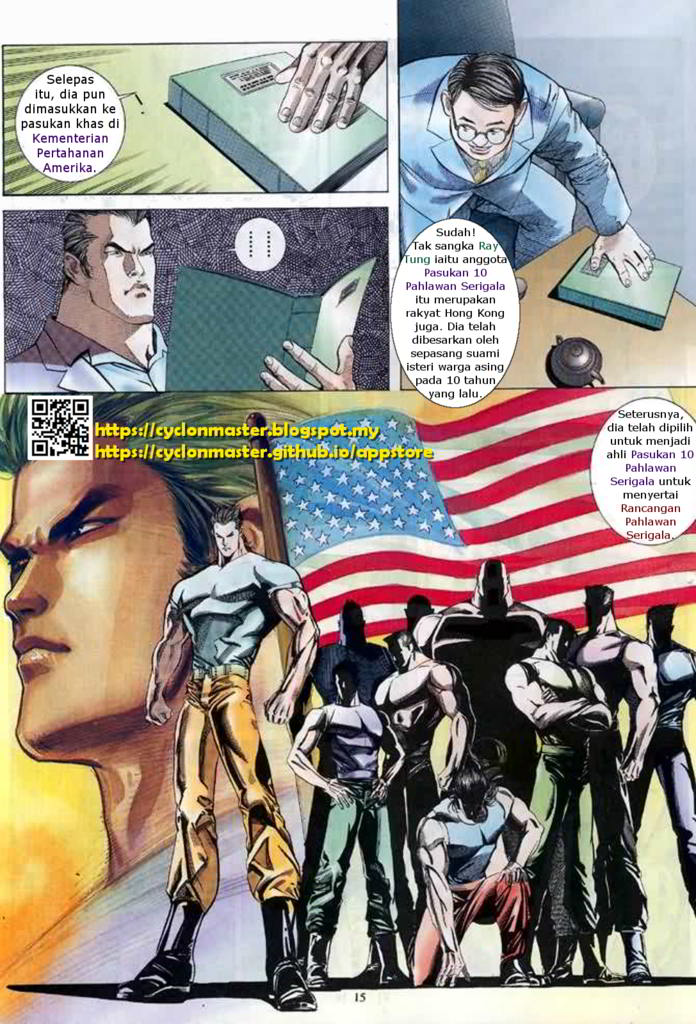 Selepas
itu, dia pun
dimasukkan ke
pasukan khas di
Kementerian
Pertahanan
Amerika.
Sudah!
Tak sangka Ray
Tung iaitu anggota
Pasukan 10
Pahlawan Serigala
itu merupakan
rakyat Hong Kong
juga. Dia telah
dibesarkan oleh
sepasang suami
isteri warga asing
pada 10 tahun
yang lalu.
https://cyclonmaster.blogspot.my
https://cyclonmaster.github.io/appstore
Seterusnya,
dia telah dipilih
untuk menjadi
ahli Pasukan 10
Pahlawan
Serigala untuk
menyertai
Rancangan
Pahlawan
Serigala.
15